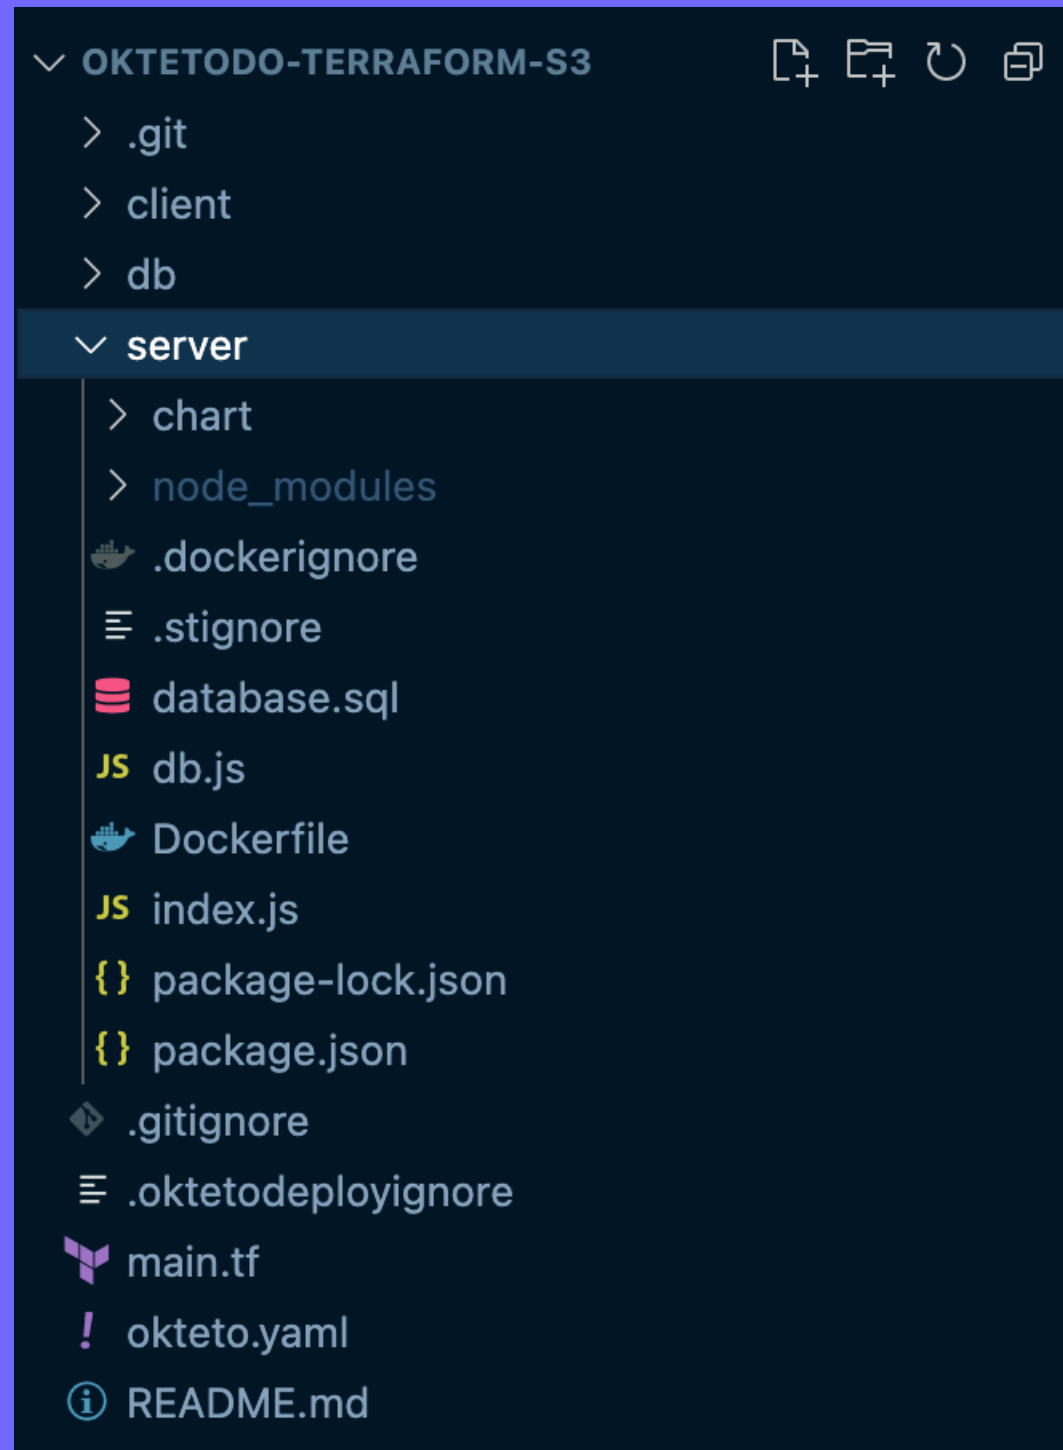 OKTETODO-TERRAFORM-S3
.git
client
db
server
chart
node_modules
.dockerignore
.stignore
database.sql
JS db.js
Dockerfile
JS index.js
{} package-lock.json
{} package.json
.gitignore
.oktetodeployignore
main.tf
! okteto.yaml
README.md